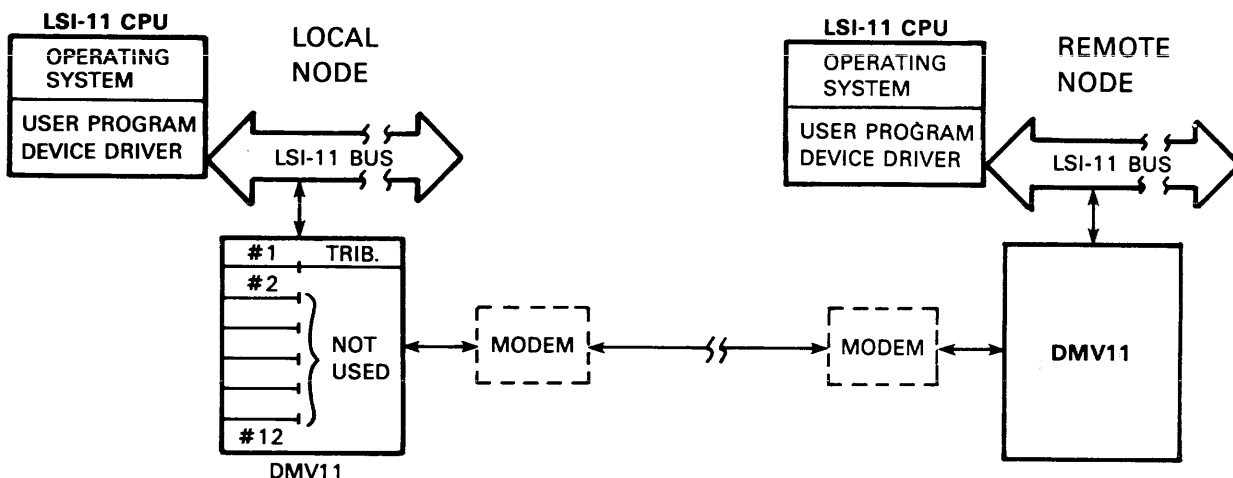 LSI-11 CPU
OPERATING
SYSTEM
USER PROGRAM
DEVICE DRIVER
LOCAL
NODE
LSI-11 BUS
#1 TRIB.
#2
NOT
USED
#12
DMV11
MODEM
MODEM
LSI-11 CPU
OPERATING
SYSTEM
USER PROGRAM
DEVICE DRIVER
REMOTE
NODE
LSI-11 BUS
DMV11